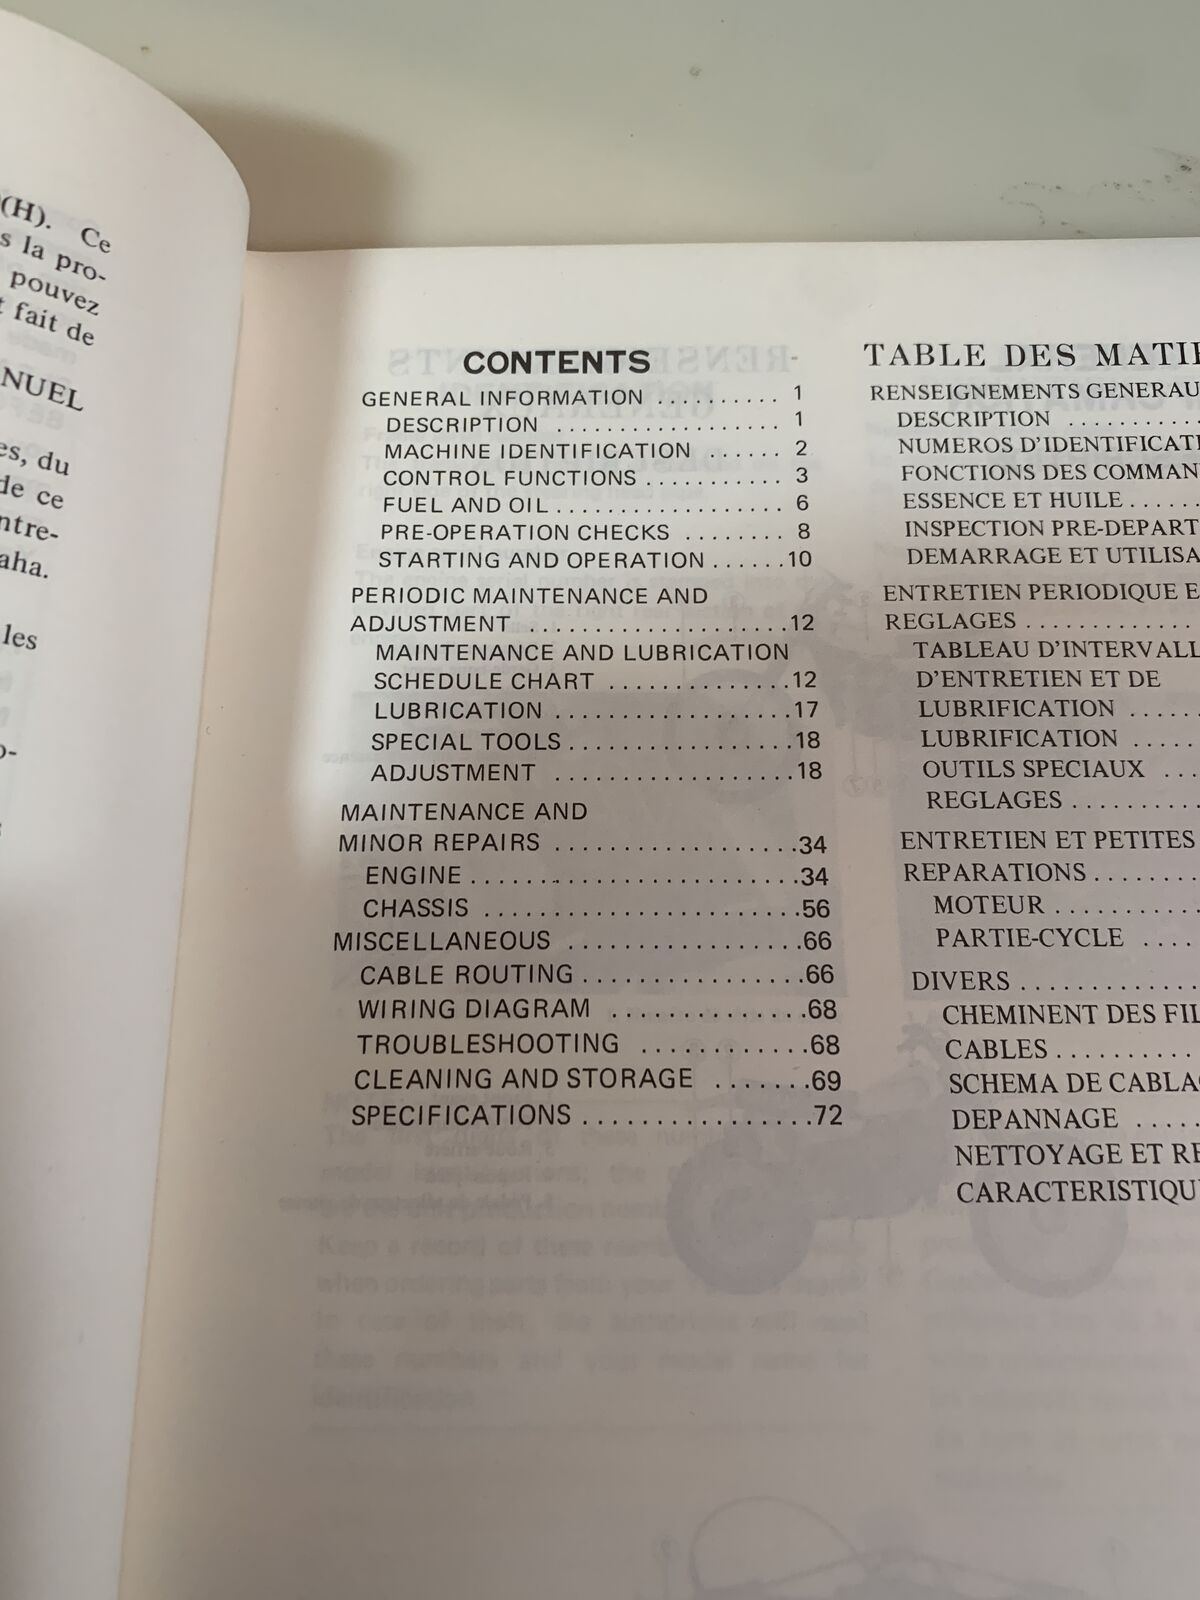 (H). Ce
s la pro-
pouvez
fait de
NUEL
es, du
de ce
ntre-
aha.
les
o-
CONTENTS
GENERAL INFORMATION .......... 1
DESCRIPTION .................. 1
MACHINE IDENTIFICATION ....... 2
CONTROL FUNCTIONS ............ 3
FUEL AND OIL .................. 6
PRE-OPERATION CHECKS ........ 8
STARTING AND OPERATION ......10
PERIODIC MAINTENANCE AND
ADJUSTMENT ....................12
MAINTENANCE AND LUBRICATION
SCHEDULE CHART .............12
LUBRICATION .................17
SPECIAL TOOLS ................18
ADJUSTMENT .................18
MAINTENANCE AND
MINOR REPAIRS .................34
ENGINE .......................34
CHASSIS ......................56
MISCELLANEOUS ................66
CABLE ROUTING ................66
WIRING DIAGRAM ..............68
TROUBLESHOOTING ............68
CLEANING AND STORAGE .......69
SPECIFICATIONS ................72
TABLE DES MATIE
RENSEIGNEMENTS GENERAU
DESCRIPTION .........
NUMEROS D'IDENTIFICATI
FONCTIONS DES COMMAN
ESSENCE ET HUILE .....
INSPECTION PRE-DEPART
DEMARRAGE ET UTILISA
ENTRETIEN PERIODIQUE E
REGLAGES .............
TABLEAU D'INTERVALL
D'ENTRETIEN ET DE
LUBRIFICATION .....
LUBRIFICATION .....
OUTILS SPECIAUX ...
REGLAGES .........
ENTRETIEN ET PETITES
REPARATIONS ........
MOTEUR ..........
PARTIE-CYCLE ....
DIVERS .............
CHEMINENT DES FIL
CABLES ..........
SCHEMA DE CABLA
DEPANNAGE .....
NETTOYAGE ET RE
CARACTERISTIQU